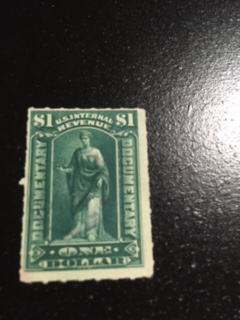 $1 U.S. INTERNAL $1
REVENUE
DOCUMENTARY
DOCUMENTARY
ONE
DOLLAR